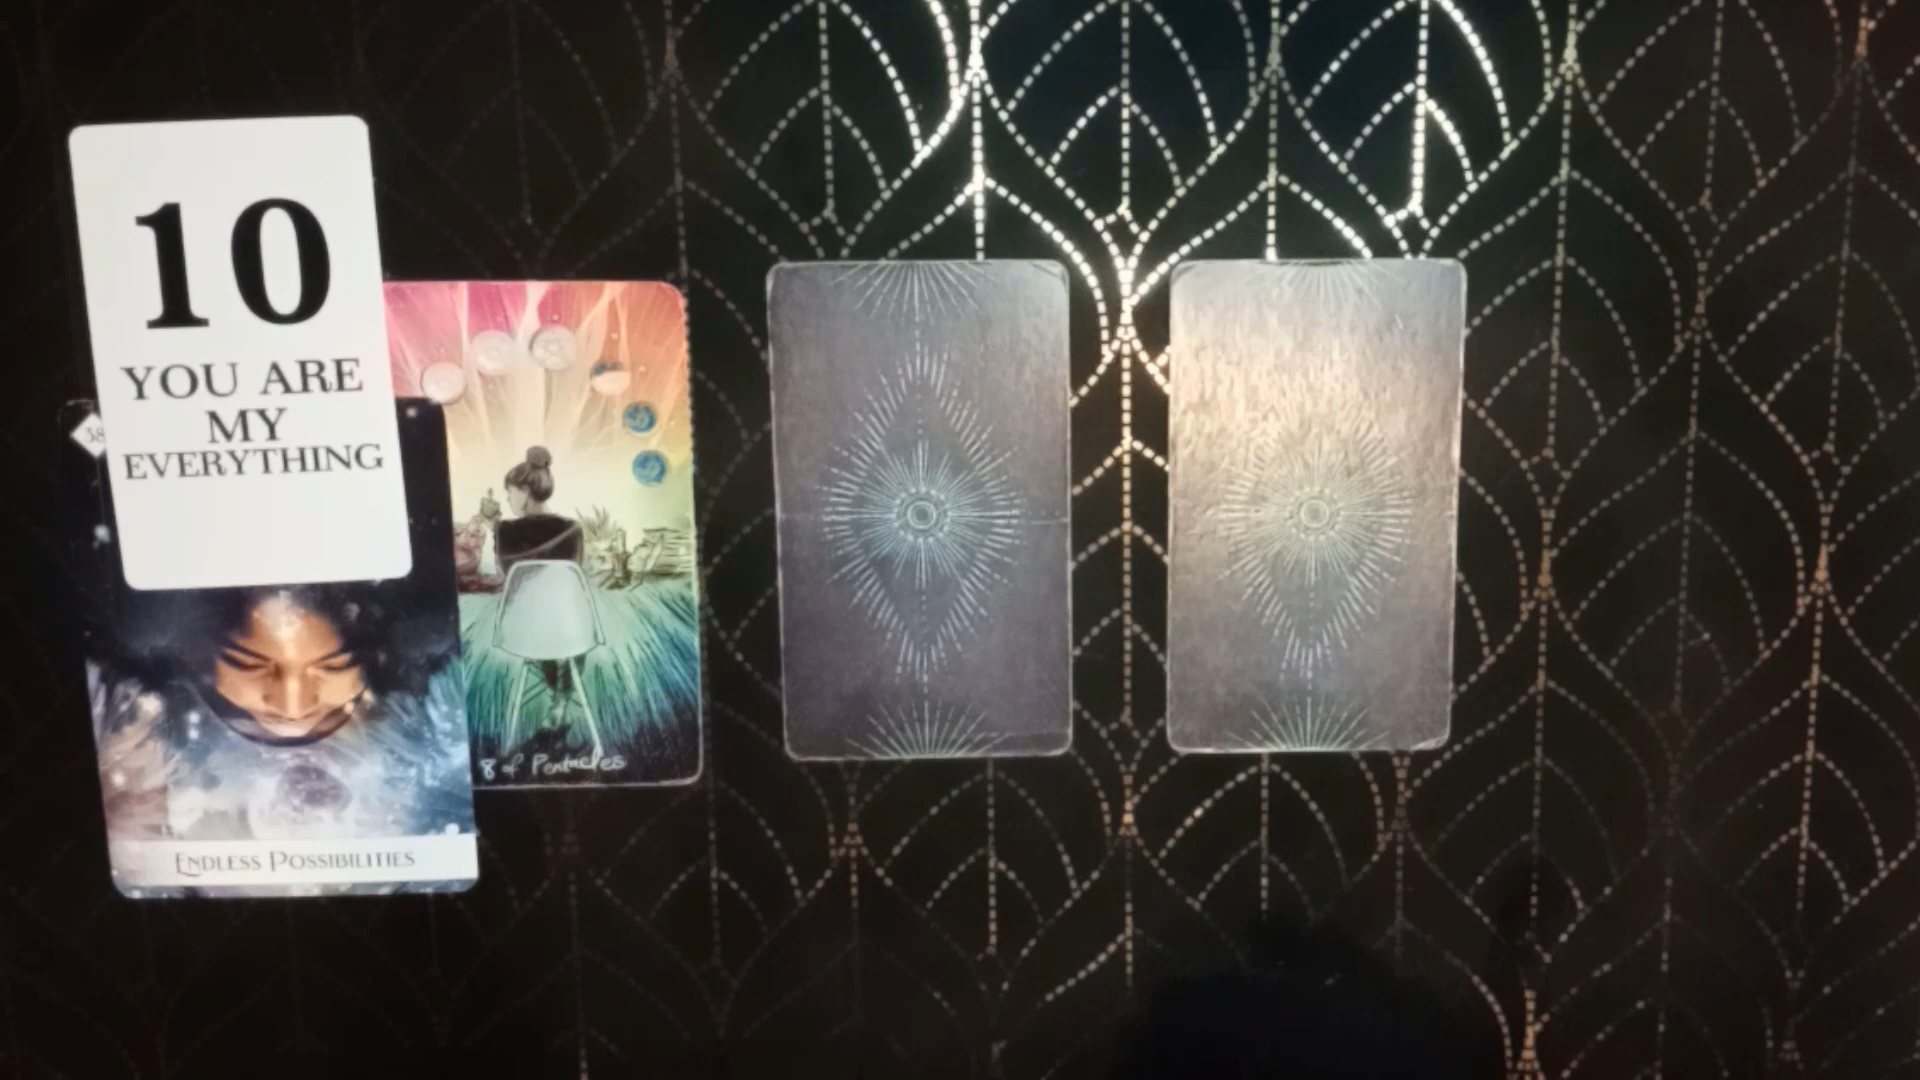 10
YOU ARE
MY
EVERYTHING
38
8 of Pentacles
ENDLESS POSSIBILITIES